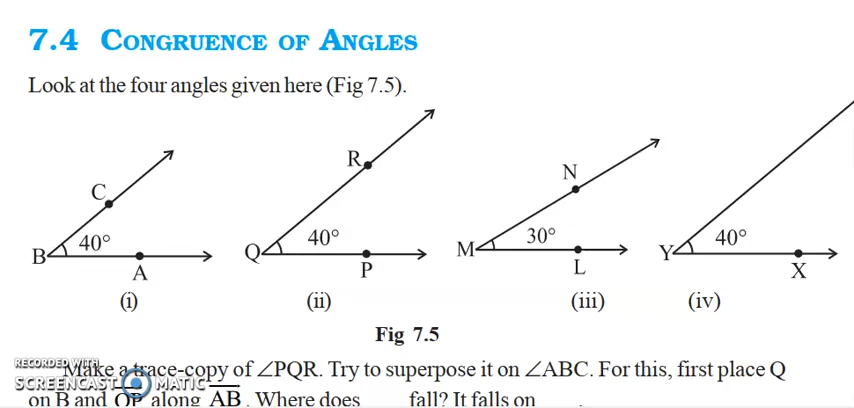 7.4 CONGRUENCE OF ANGLES
Look at the four angles given here (Fig 7.5).
C
B
40°
A
(i)
R
Q
40°
P
(ii)
N
M
30°
L
(iii)
Y
40°
X
(iv)
Fig 7.5
Make a trace-copy of ∠PQR. Try to superpose it on ∠ABC. For this, first place Q
on B and QP along AB. Where does fall? It falls on .
RECORDED WITH
SCREENCAST MATIC